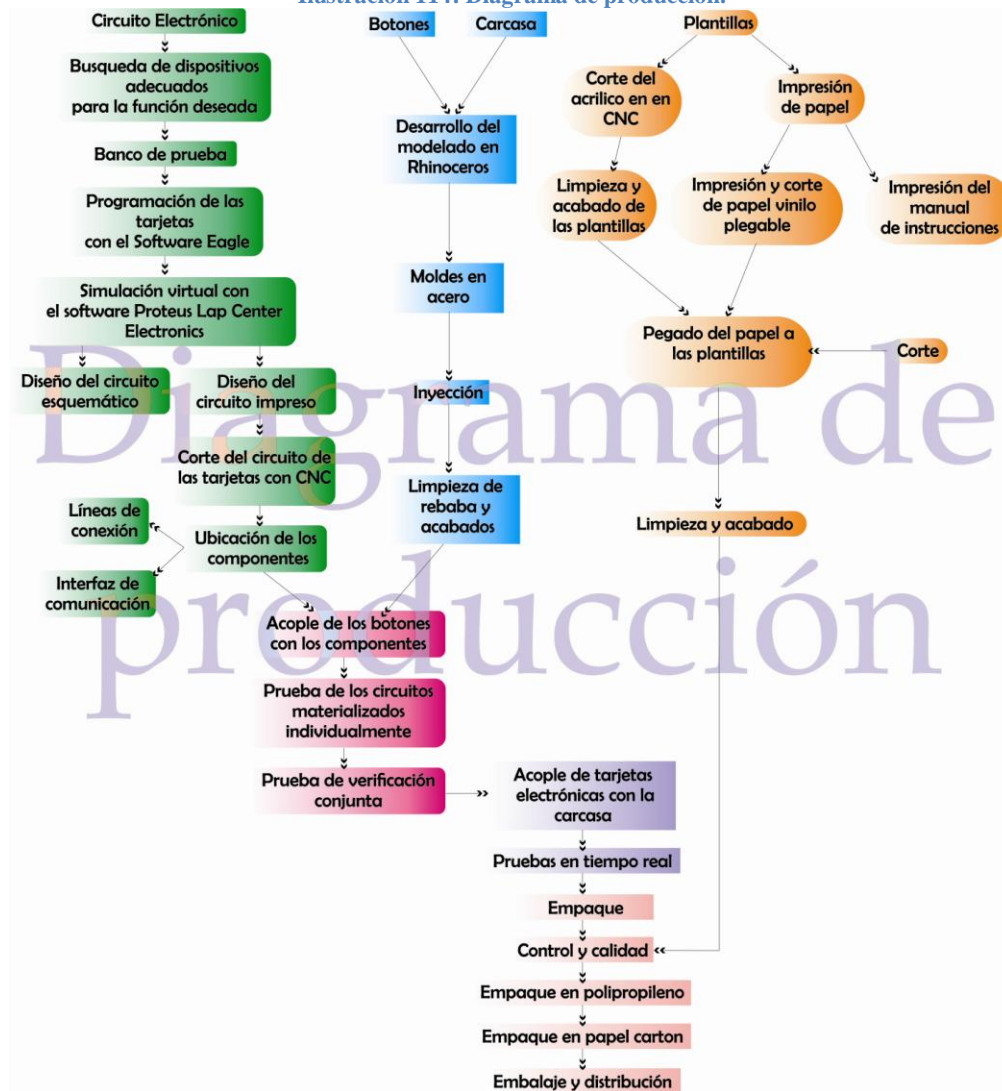 Ilustración 114. Diagrama de producción.
Circuito Electrónico
Busqueda de dispositivos
adecuados
para la función deseada
Banco de prueba
Programación de las
tarjetas
con el Software Eagle
Simulación virtual con
el software Proteus Lap Center
Electronics
Diseño del circuito
esquemático
Diseño del
circuito impreso
Corte del circuito de
las tarjetas con CNC
Líneas de
conexión
Ubicación de los
componentes
Interfaz de
comunicación
Botones
Carcasa
Desarrollo del
modelado en
Rhinoceros
Moldes en
acero
Inyección
Limpieza de
rebaba y
acabados
Plantillas
Corte del
acrilico en en
CNC
Impresión
de papel
Limpieza y
acabado de
las plantillas
Impresión y corte
de papel vinilo
plegable
Impresión del
manual
de instrucciones
Pegado del papel a
las plantillas
Corte
Limpieza y acabado
Acople de los botones
con los componentes
Prueba de los circuitos
materializados
individualmente
Prueba de verificación
conjunta
Acople de tarjetas
electrónicas con la
carcasa
Pruebas en tiempo real
Empaque
Control y calidad
Empaque en polipropileno
Empaque en papel carton
Embalaje y distribución
Diagrama de
producción